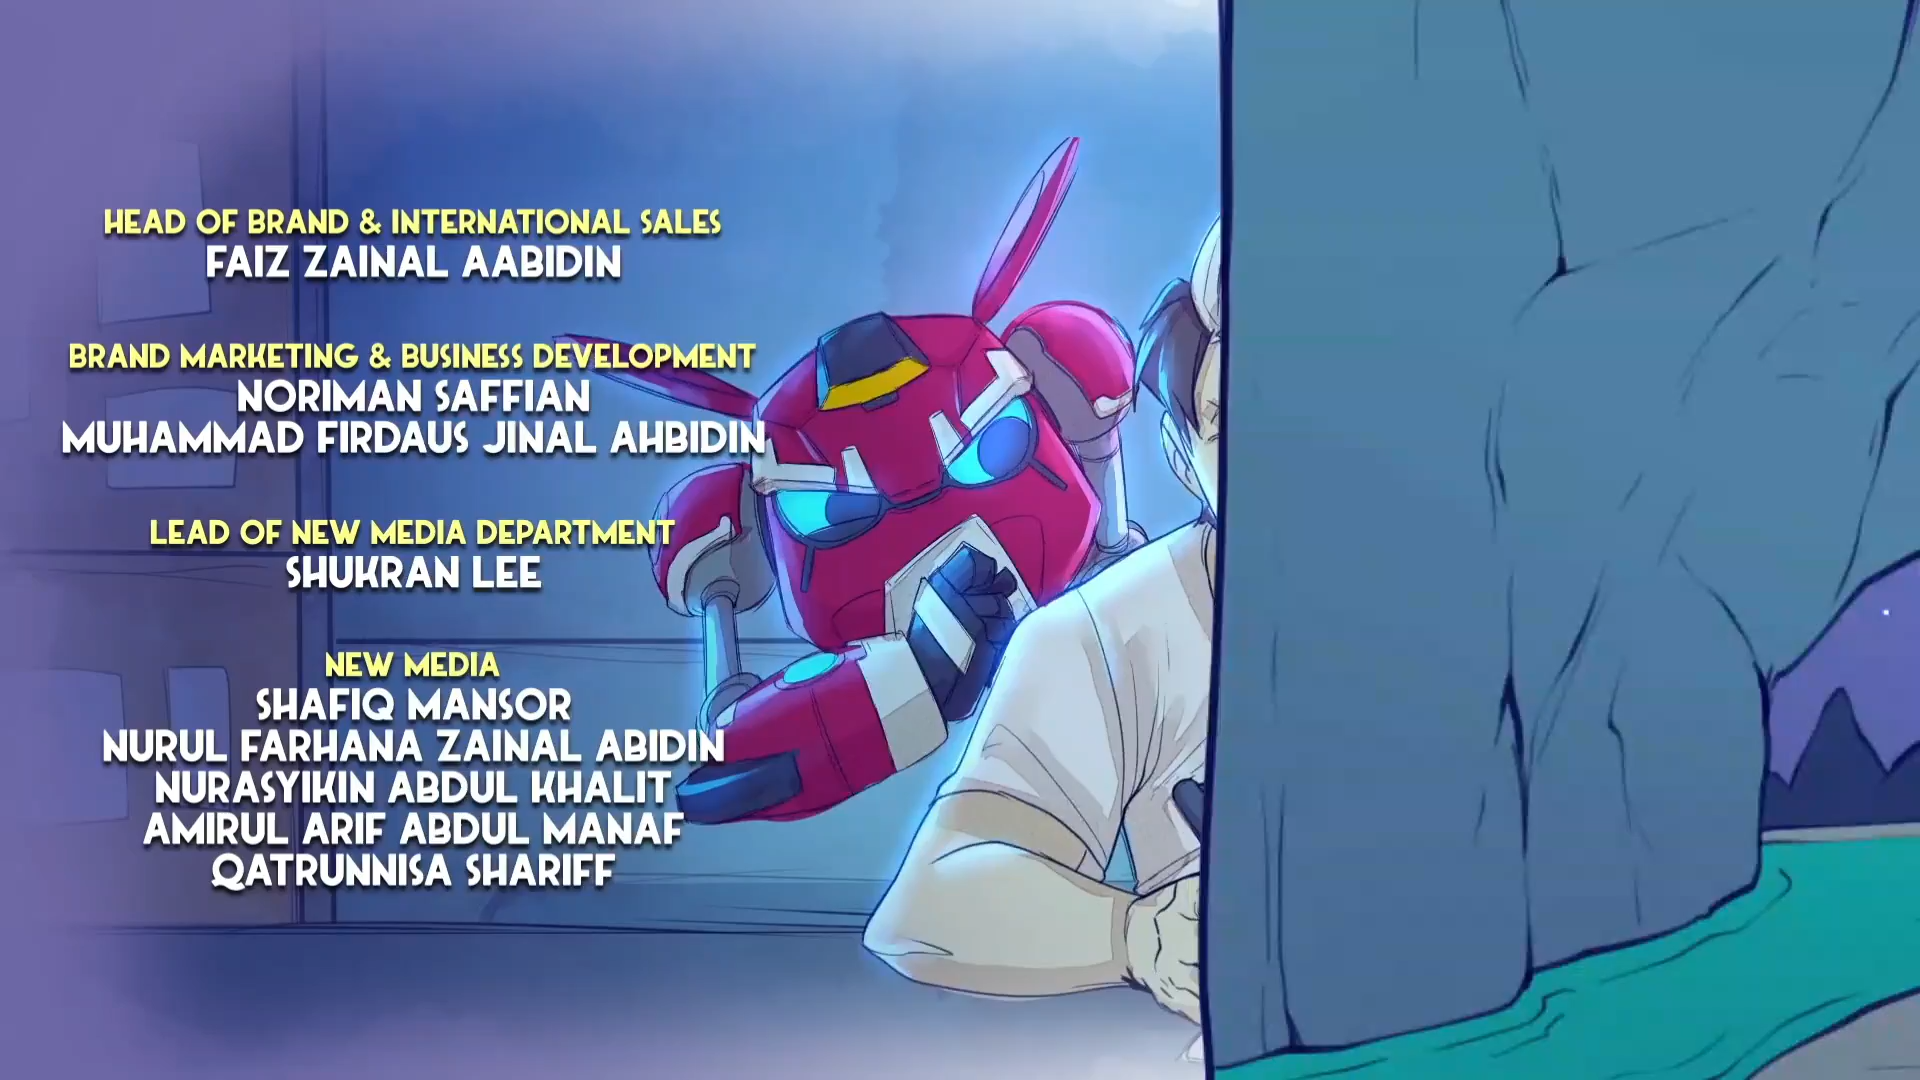 HEAD OF BRAND & INTERNATIONAL SALES
FAIZ ZAINAL AABIDIN
BRAND MARKETING & BUSINESS DEVELOPMENT
NORIMAN SAFFIAN
MUHAMMAD FIRDAUS JINAL AHBIDIN
LEAD OF NEW MEDIA DEPARTMENT
SHUKRAN LEE
NEW MEDIA
SHAFIQ MANSOR
NURUL FARHANA ZAINAL ABIDIN
NURASYIKIN ABDUL KHALIT
AMIRUL ARIF ABDUL MANAF
QATRUNNISA SHARIFF